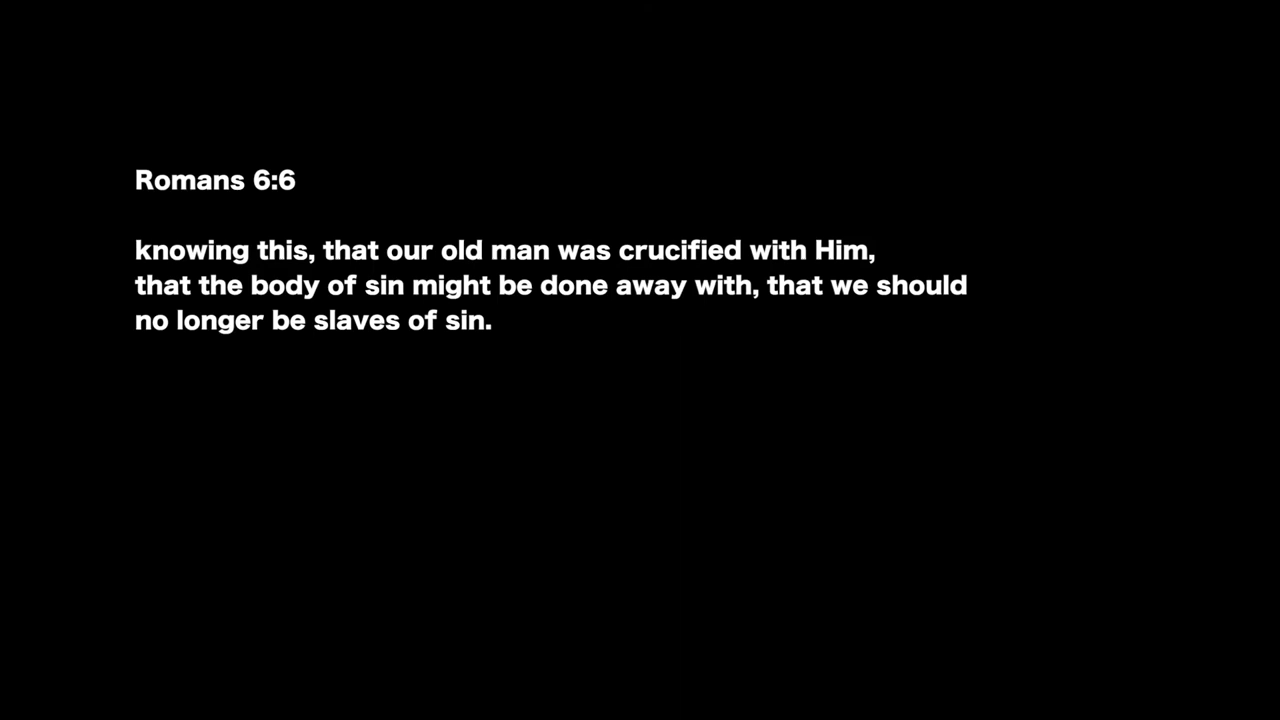 Romans 6:6
knowing this, that our old man was crucified with Him,
that the body of sin might be done away with, that we should
no longer be slaves of sin.